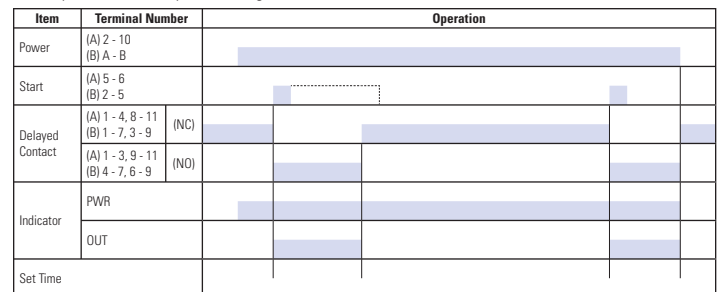 Item Terminal Number Operation
Power (A) 2 - 10
(B) A - B
Start (A) 5 - 6
(B) 2 - 5
Delayed Contact
(A) 1 - 4, 8 - 11
(B) 1 - 7, 3 - 9
(NC)
(A) 1 - 3, 9 - 11
(B) 4 - 7, 6 - 9
(NO)
Indicator
PWR
OUT
Set Time